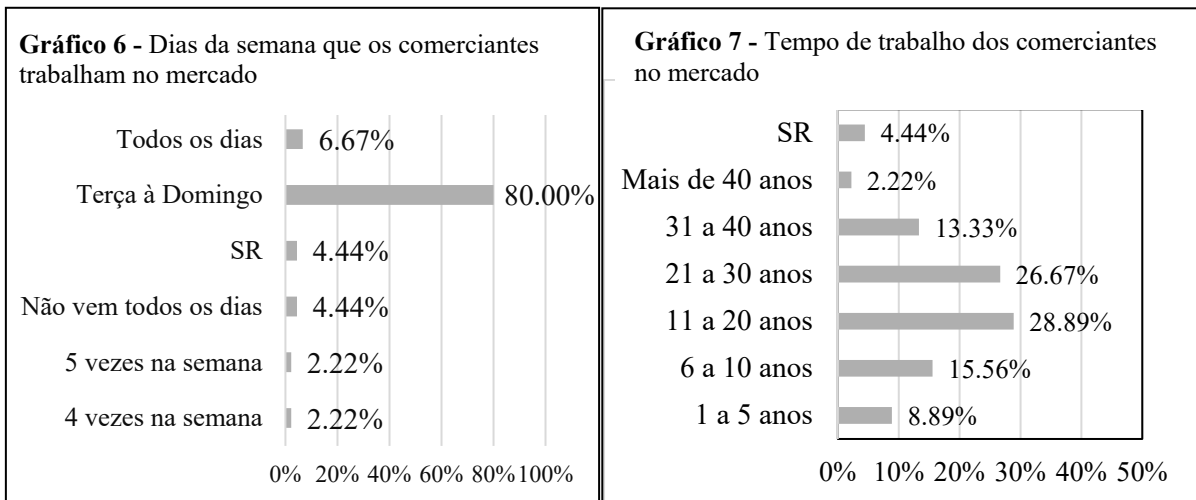 Gráfico 6 - Dias da semana que os comerciantes
trabalham no mercado
Todos os dias 6.67%
Terça à Domingo 80.00%
SR 4.44%
Não vem todos os dias 4.44%
5 vezes na semana 2.22%
4 vezes na semana 2.22%
0% 20% 40% 60% 80% 100%
Gráfico 7 - Tempo de trabalho dos comerciantes
no mercado
SR 4.44%
Mais de 40 anos 2.22%
31 a 40 anos 13.33%
21 a 30 anos 26.67%
11 a 20 anos 28.89%
6 a 10 anos 15.56%
1 a 5 anos 8.89%
0% 10% 20% 30% 40% 50%